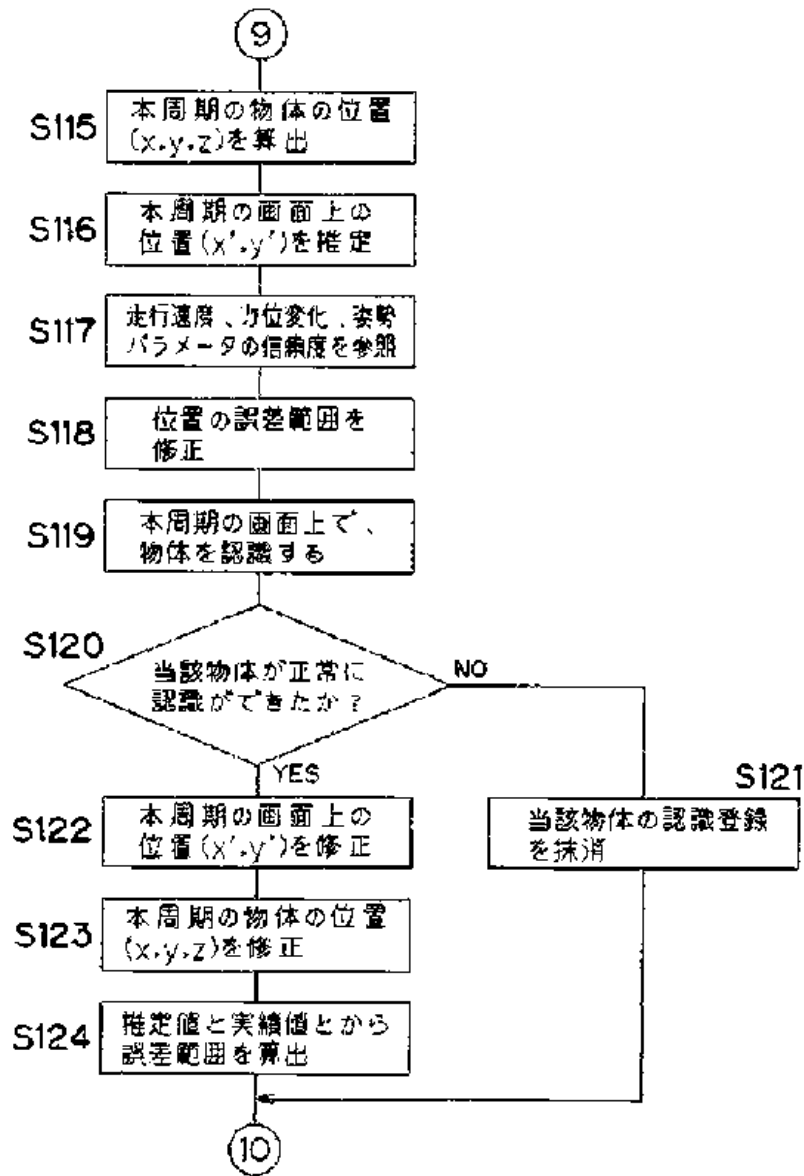 9
S115
本周期の物体の位置
(x,y,z)を算出
S116
本周期の画面上の
位置(x',y')を推定
S117
走行速度、方位変化、姿勢
パラメータの信頼度を参照
S118
位置の誤差範囲を
修正
S119
本周期の画面上で、
物体を認識する
S120
当該物体が正常に
認識ができたか?
NO
YES
S121
当該物体の認識登録
を抹消
S122
本周期の画面上の
位置(x',y')を修正
S123
本周期の物体の位置
(x,y,z)を修正
S124
推定値と実績値とから
誤差範囲を算出
10